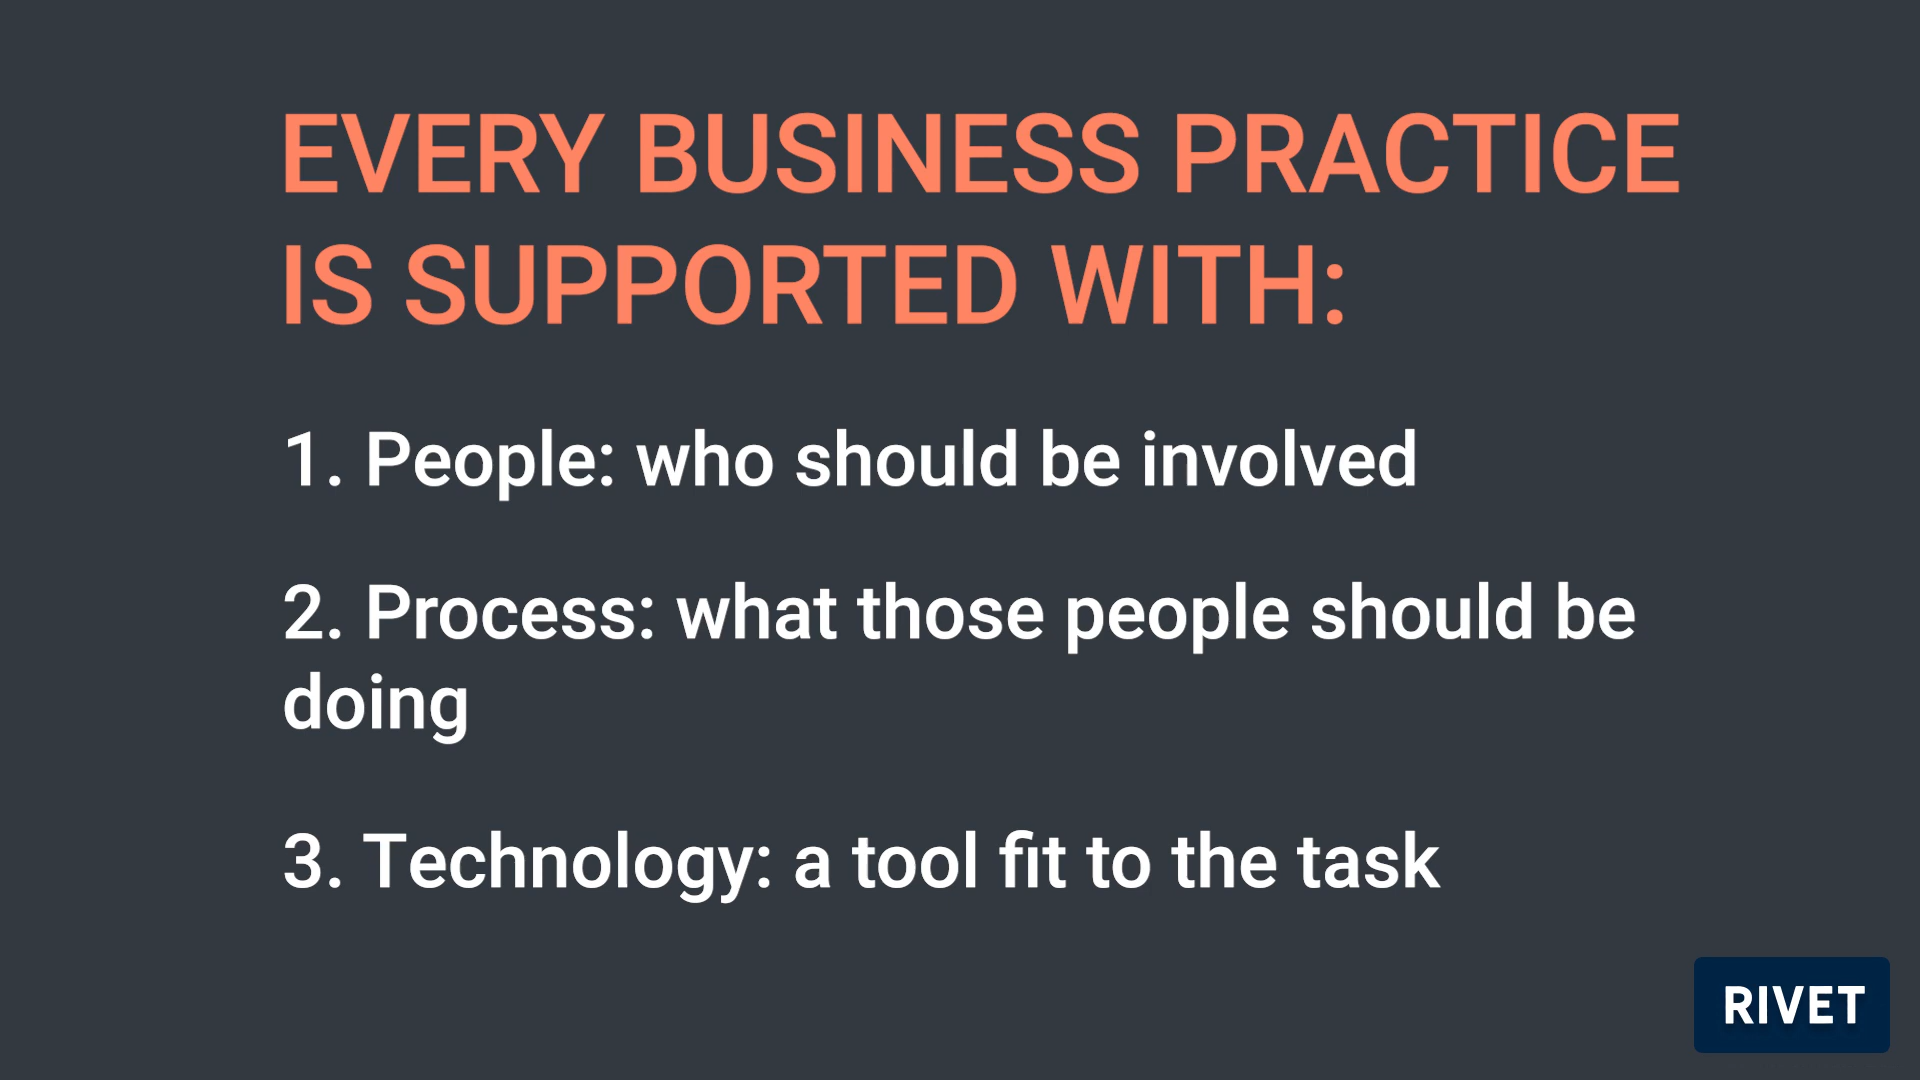 EVERY BUSINESS PRACTICE
IS SUPPORTED WITH:
1. People: who should be involved
2. Process: what those people should be
doing
3. Technology: a tool fit to the task
RIVET